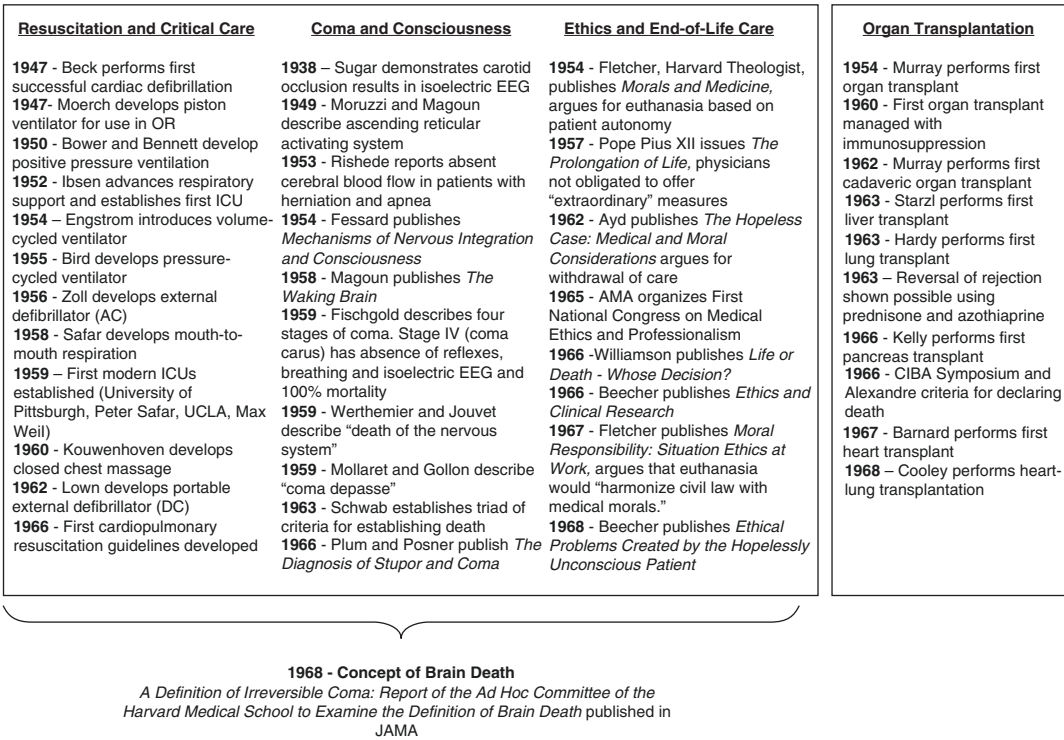 Resuscitation and Critical Care
1947 - Beck performs first
successful cardiac defibrillation
1947- Moerch develops piston
ventilator for use in OR
1950 - Bower and Bennett develop
positive pressure ventilation
1952 - Ibsen advances respiratory
support and establishes first ICU
1954 – Engstrom introduces volume-
cycled ventilator
1955 - Bird develops pressure-
cycled ventilator
1956 - Zoll develops external
defibrillator (AC)
1958 - Safar develops mouth-to-
mouth respiration
1959 – First modern ICUs
established (University of
Pittsburgh, Peter Safar, UCLA, Max
Weil)
1960 - Kouwenhoven develops
closed chest massage
1962 - Lown develops portable
external defibrillator (DC)
1966 - First cardiopulmonary
resuscitation guidelines developed
Coma and Consciousness
1938 – Sugar demonstrates carotid
occlusion results in isoelectric EEG
1949 - Moruzzi and Magoun
describe ascending reticular
activating system
1953 - Rishede reports absent
cerebral blood flow in patients with
herniation and apnea
1954 - Fessard publishes
Mechanisms of Nervous Integration
and Consciousness
1958 - Magoun publishes The
Waking Brain
1959 - Fischgold describes four
stages of coma. Stage IV (coma
carus) has absence of reflexes,
breathing and isoelectric EEG and
100% mortality
1959 - Werthemier and Jouvet
describe “death of the nervous
system”
1959 - Mollaret and Gollon describe
“coma depasse”
1963 - Schwab establishes triad of
criteria for establishing death
1966 - Plum and Posner publish The
Diagnosis of Stupor and Coma
Ethics and End-of-Life Care
1954 - Fletcher, Harvard Theologist,
publishes Morals and Medicine,
argues for euthanasia based on
patient autonomy
1957 - Pope Pius XII issues The
Prolongation of Life, physicians
not obligated to offer
“extraordinary” measures
1962 - Ayd publishes The Hopeless
Case: Medical and Moral
Considerations argues for
withdrawal of care
1965 - AMA organizes First
National Congress on Medical
Ethics and Professionalism
1966 -Williamson publishes Life or
Death - Whose Decision?
1966 - Beecher publishes Ethics and
Clinical Research
1967 - Fletcher publishes Moral
Responsibility: Situation Ethics at
Work, argues that euthanasia
would “harmonize civil law with
medical morals.”
1968 - Beecher publishes Ethical
Problems Created by the Hopelessly
Unconscious Patient
Organ Transplantation
1954 - Murray performs first
organ transplant
1960 - First organ transplant
managed with
immunosuppression
1962 - Murray performs first
cadaveric organ transplant
1963 - Starzl performs first
liver transplant
1963 - Hardy performs first
lung transplant
1963 – Reversal of rejection
shown possible using
prednisone and azothiaprine
1966 - Kelly performs first
pancreas transplant
1966 - CIBA Symposium and
Alexandre criteria for declaring
death
1967 - Barnard performs first
heart transplant
1968 – Cooley performs heart-
lung transplantation
1968 - Concept of Brain Death
A Definition of Irreversible Coma: Report of the Ad Hoc Committee of the
Harvard Medical School to Examine the Definition of Brain Death published in
JAMA